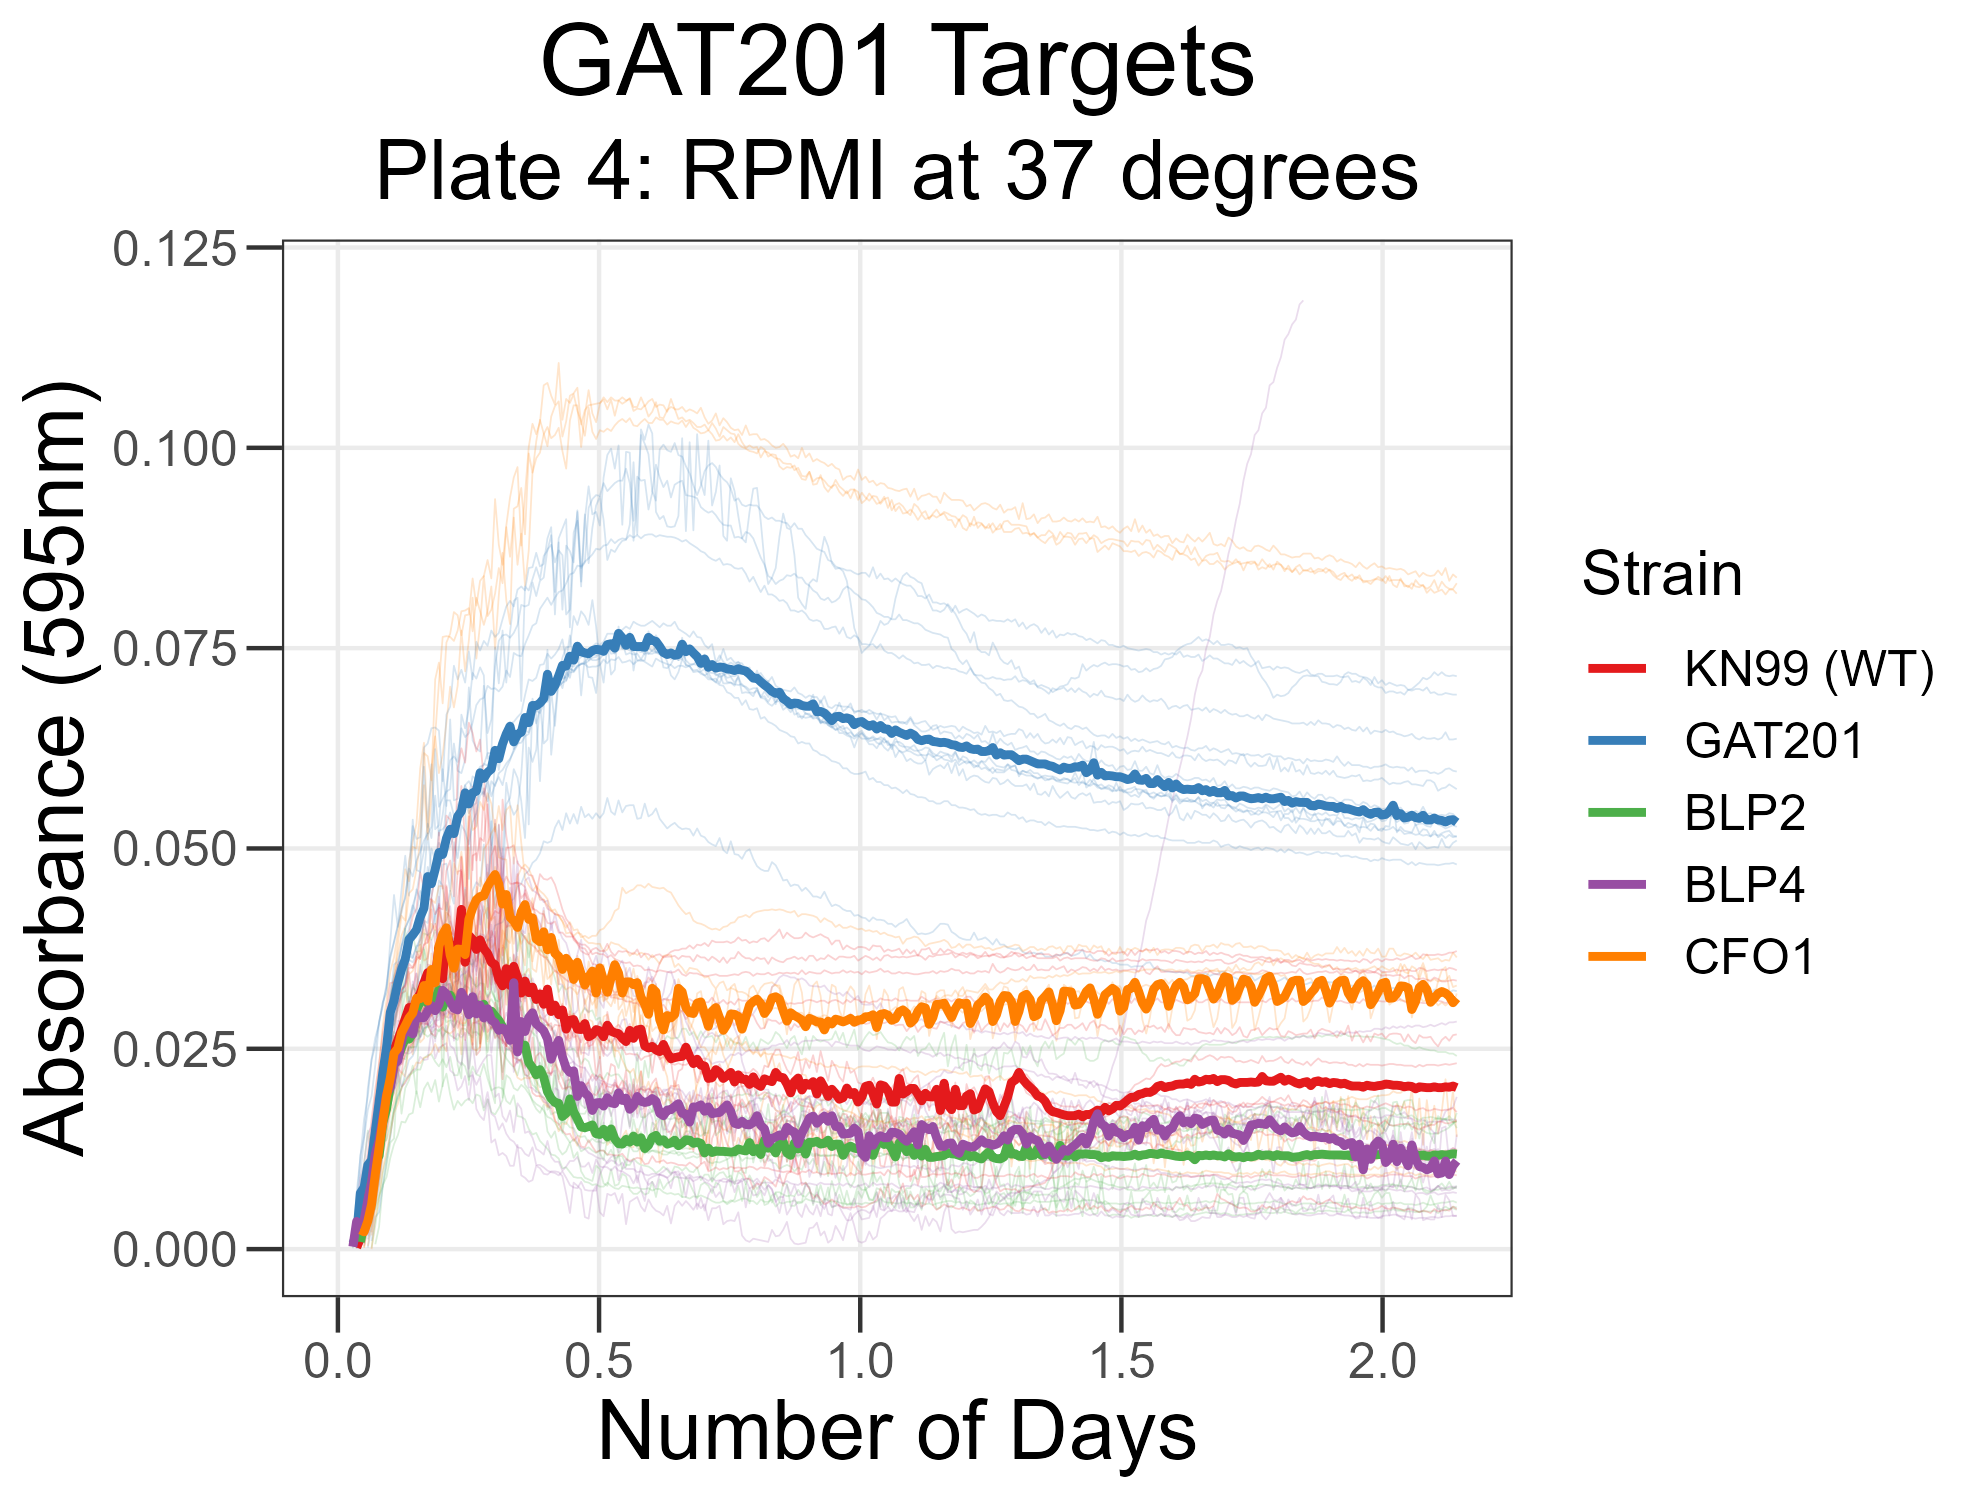 GAT201 Targets
Plate 4: RPMI at 37 degrees
Absorbance (595nm)
0.125
0.100
0.075
0.050
0.025
0.000
0.0 0.5 1.0 1.5 2.0
Number of Days
Strain
KN99 (WT)
GAT201
BLP2
BLP4
CFO1